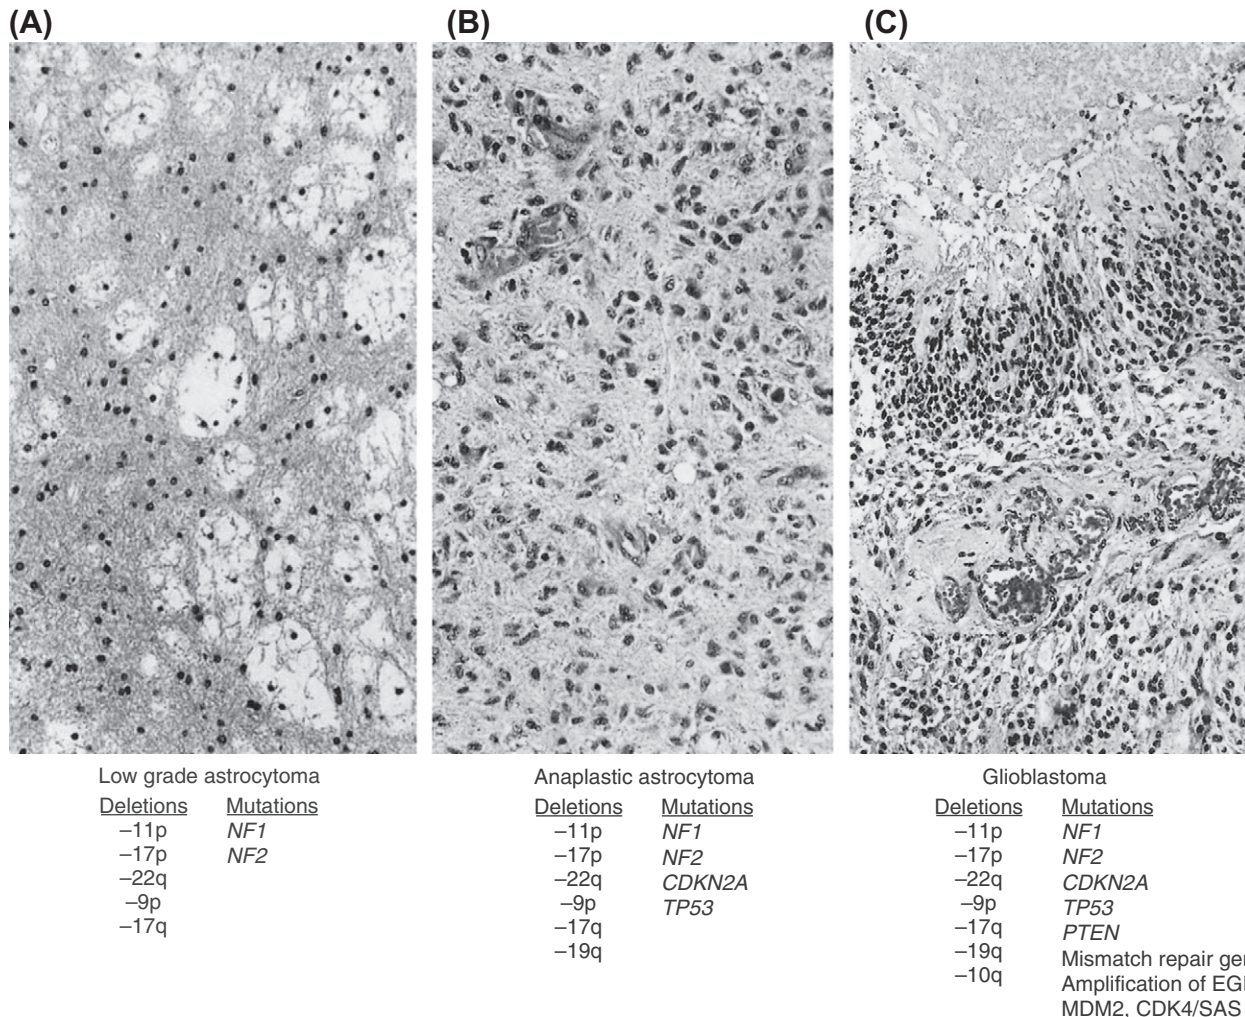 (A)
(B)
(C)
Low grade astrocytoma
Deletions Mutations
–11p NF1
–17p NF2
–22q
–9p
–17q
Anaplastic astrocytoma
Deletions Mutations
–11p NF1
–17p NF2
–22q CDKN2A
–9p TP53
–17q
–19q
Glioblastoma
Deletions Mutations
–11p NF1
–17p NF2
–22q CDKN2A
–9p TP53
–17q PTEN
–19q Mismatch repair
–10q Amplification of
MDM2, CDK4/SAS